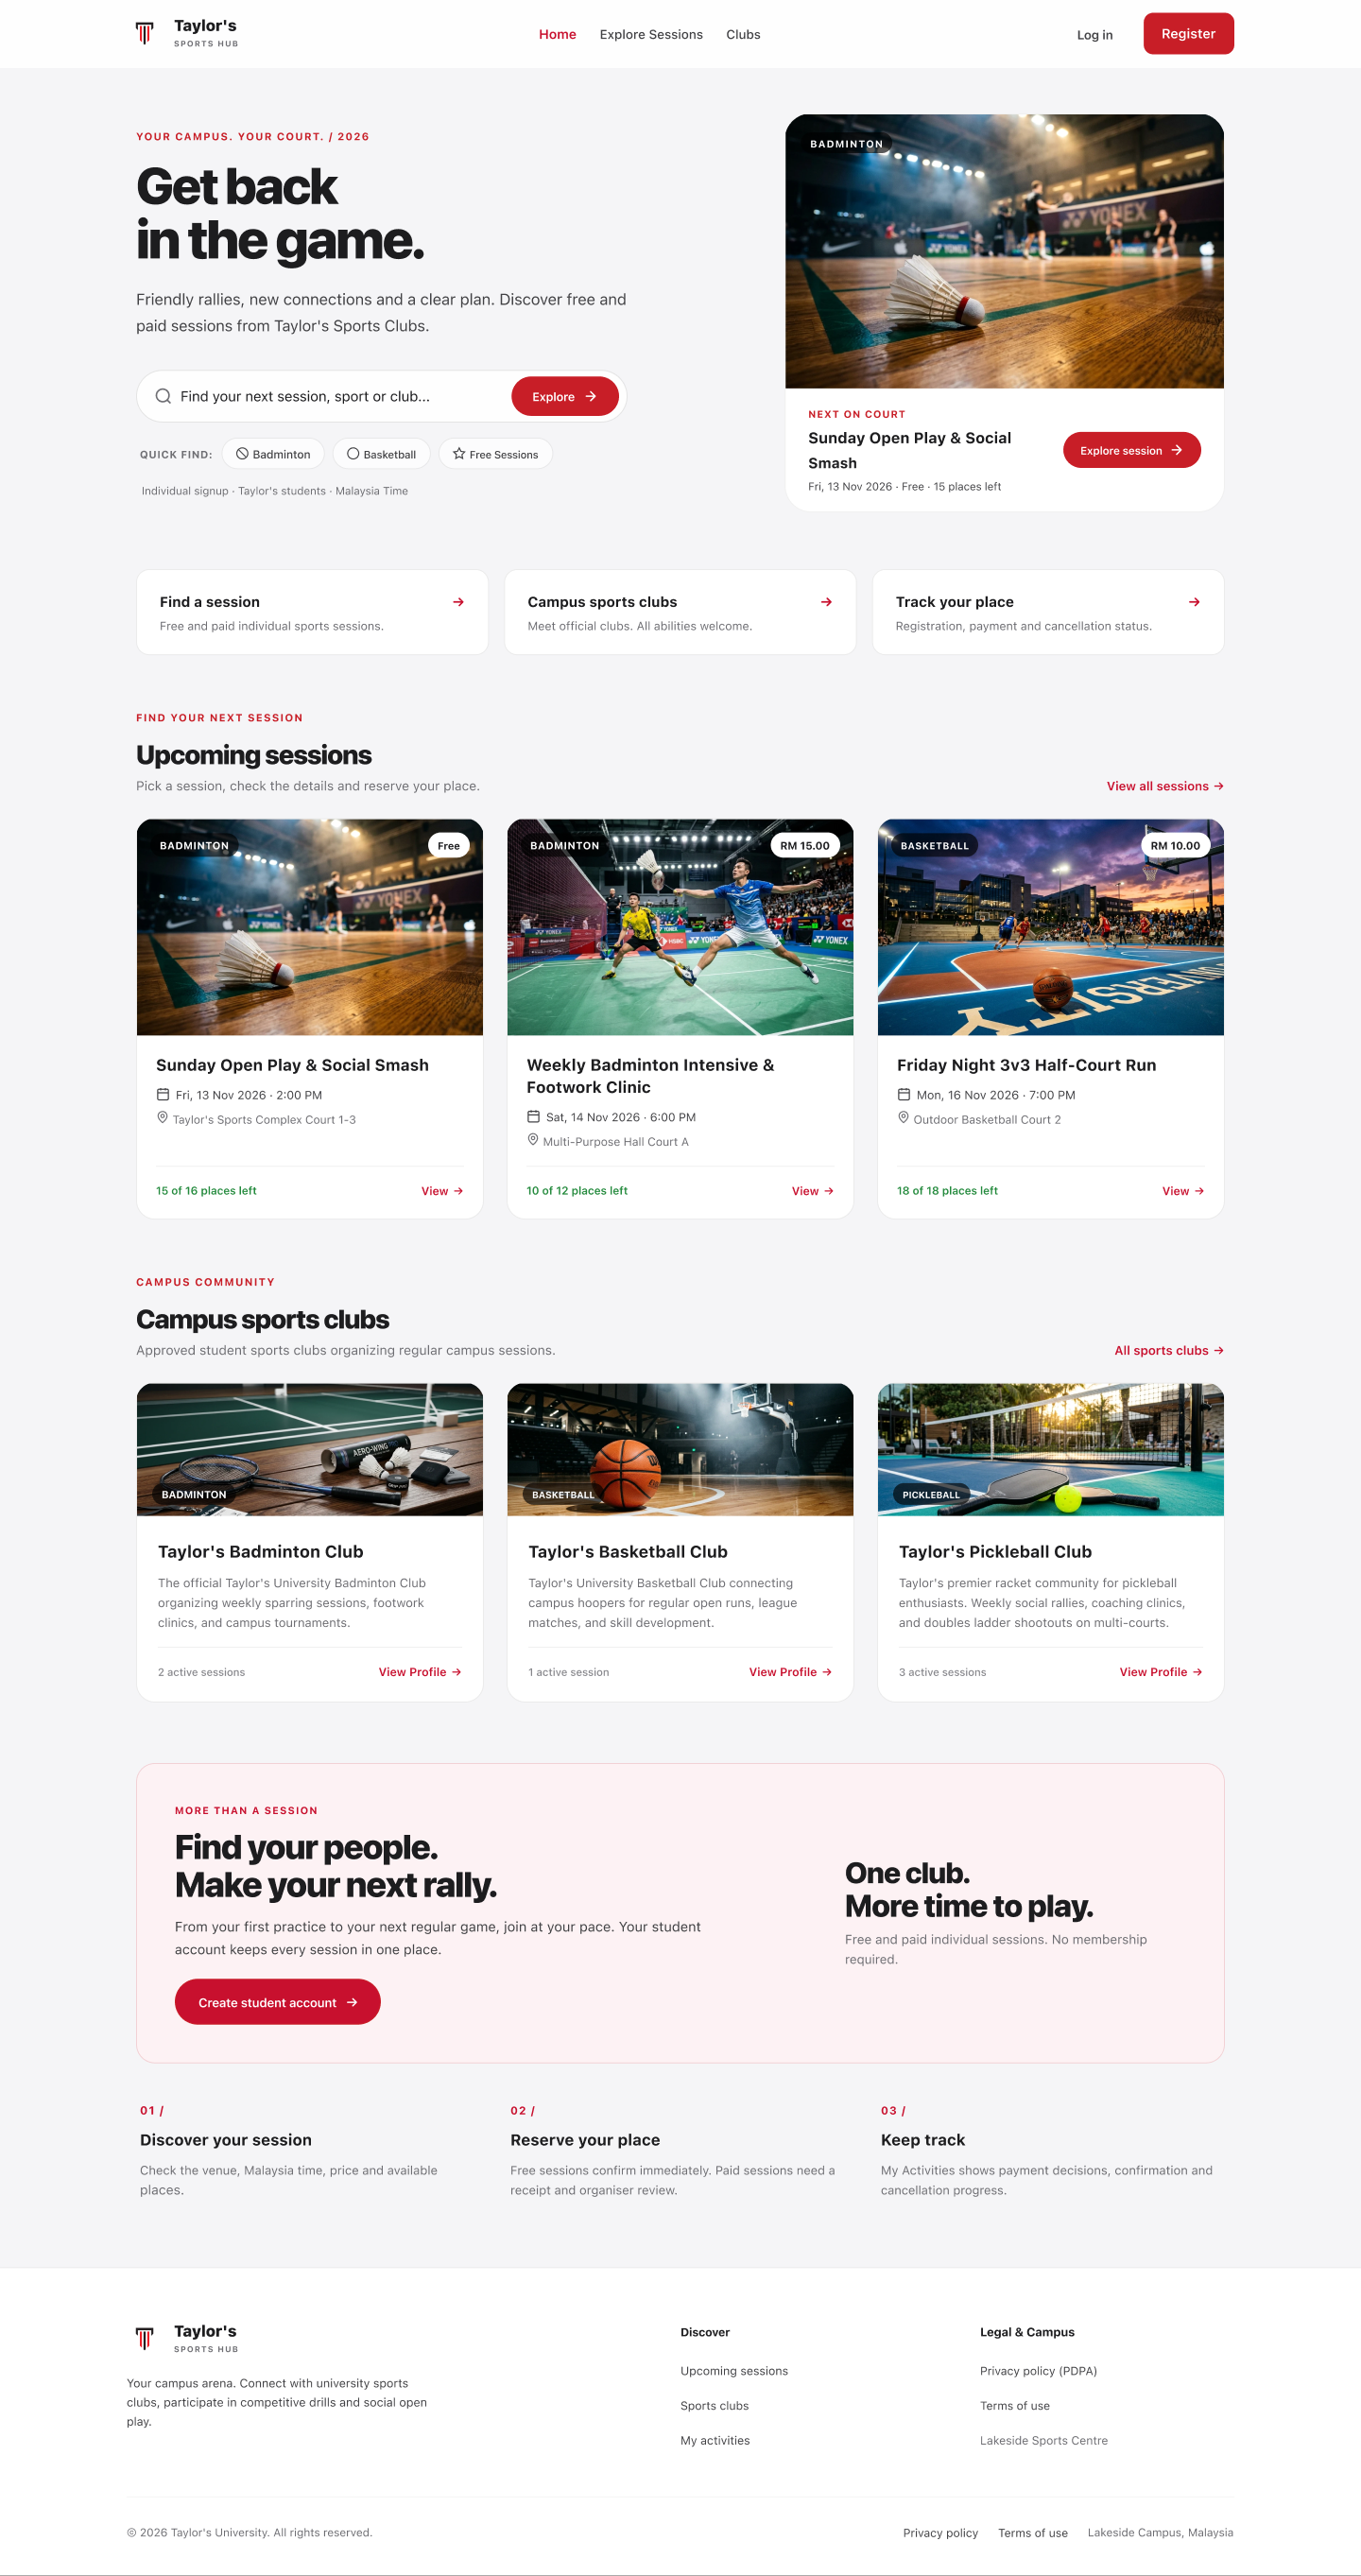 Taylor's
SPORTS HUB
Home
Explore Sessions
Clubs
Log in
Register
YOUR CAMPUS. YOUR COURT. / 2026
Get back
in the game.
Friendly rallies, new connections and a clear plan. Discover free and
paid sessions from Taylor's Sports Clubs.
Find your next session, sport or club...
Explore
QUICK FIND:
Badminton
Basketball
Free Sessions
Individual signup · Taylor's students · Malaysia Time
BADMINTON
YONEX
YONEX
NEXT ON COURT
Sunday Open Play & Social
Smash
Fri, 13 Nov 2026 · Free · 15 places left
Explore session
Find a session
Free and paid individual sports sessions.
Campus sports clubs
Meet official clubs. All abilities welcome.
Track your place
Registration, payment and cancellation status.
FIND YOUR NEXT SESSION
Upcoming sessions
Pick a session, check the details and reserve your place.
View all sessions
BADMINTON
Free
YONEX
Sunday Open Play & Social Smash
Fri, 13 Nov 2026 · 2:00 PM
Taylor's Sports Complex Court 1-3
15 of 16 places left
View
BADMINTON
RM 15.00
YONEX
HSBC
YONEX
YONEX
Weekly Badminton Intensive &
Footwork Clinic
Sat, 14 Nov 2026 · 6:00 PM
Multi-Purpose Hall Court A
10 of 12 places left
View
BASKETBALL
RM 10.00
SPALDING
Friday Night 3v3 Half-Court Run
Mon, 16 Nov 2026 · 7:00 PM
Outdoor Basketball Court 2
18 of 18 places left
View
CAMPUS COMMUNITY
Campus sports clubs
Approved student sports clubs organizing regular campus sessions.
All sports clubs
AERO-WING
BADMINTON
Taylor's Badminton Club
The official Taylor's University Badminton Club
organizing weekly sparring sessions, footwork
clinics, and campus tournaments.
2 active sessions
View Profile
BASKETBALL
Taylor's Basketball Club
Taylor's University Basketball Club connecting
campus hoopers for regular open runs, league
matches, and skill development.
1 active session
View Profile
PICKLEBALL
Taylor's Pickleball Club
Taylor's premier racket community for pickleball
enthusiasts. Weekly social rallies, coaching clinics,
and doubles ladder shootouts on multi-courts.
3 active sessions
View Profile
MORE THAN A SESSION
Find your people.
Make your next rally.
From your first practice to your next regular game, join at your pace. Your student
account keeps every session in one place.
Create student account
One club.
More time to play.
Free and paid individual sessions. No membership
required.
01 /
Discover your session
Check the venue, Malaysia time, price and available
places.
02 /
Reserve your place
Free sessions confirm immediately. Paid sessions need a
receipt and organiser review.
03 /
Keep track
My Activities shows payment decisions, confirmation and
cancellation progress.
Taylor's
SPORTS HUB
Your campus arena. Connect with university sports
clubs, participate in competitive drills and social open
play.
Discover
Upcoming sessions
Sports clubs
My activities
Legal & Campus
Privacy policy (PDPA)
Terms of use
Lakeside Sports Centre
© 2026 Taylor's University. All rights reserved.
Privacy policy
Terms of use
Lakeside Campus, Malaysia